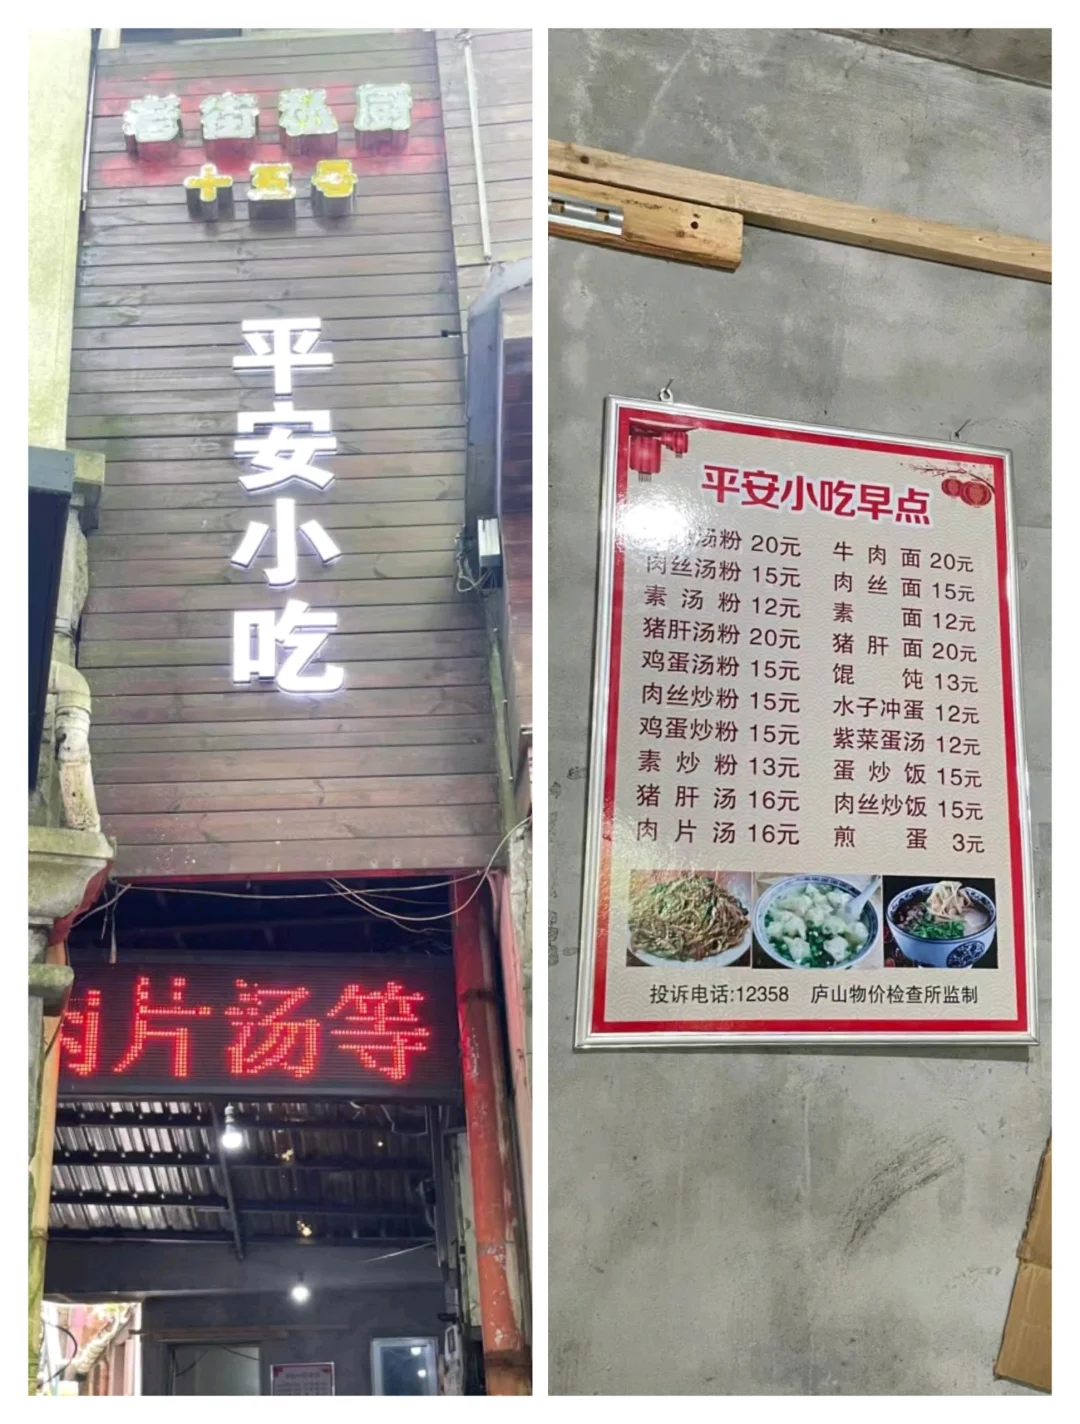 老街私厨
十五号
平安小吃
肉片汤等
平安小吃早点
汤粉 20元
肉丝汤粉 15元
素汤粉 12元
猪肝汤粉 20元
鸡蛋汤粉 15元
肉丝炒粉 15元
鸡蛋炒粉 15元
素炒粉 13元
猪肝汤 16元
肉片汤 16元
牛肉面 20元
肉丝面 15元
素面 12元
猪肝面 20元
馄饨 13元
水子冲蛋 12元
紫菜蛋汤 12元
蛋炒饭 15元
肉丝炒饭 15元
煎蛋 3元
投诉电话:12358 庐山物价检查所监制